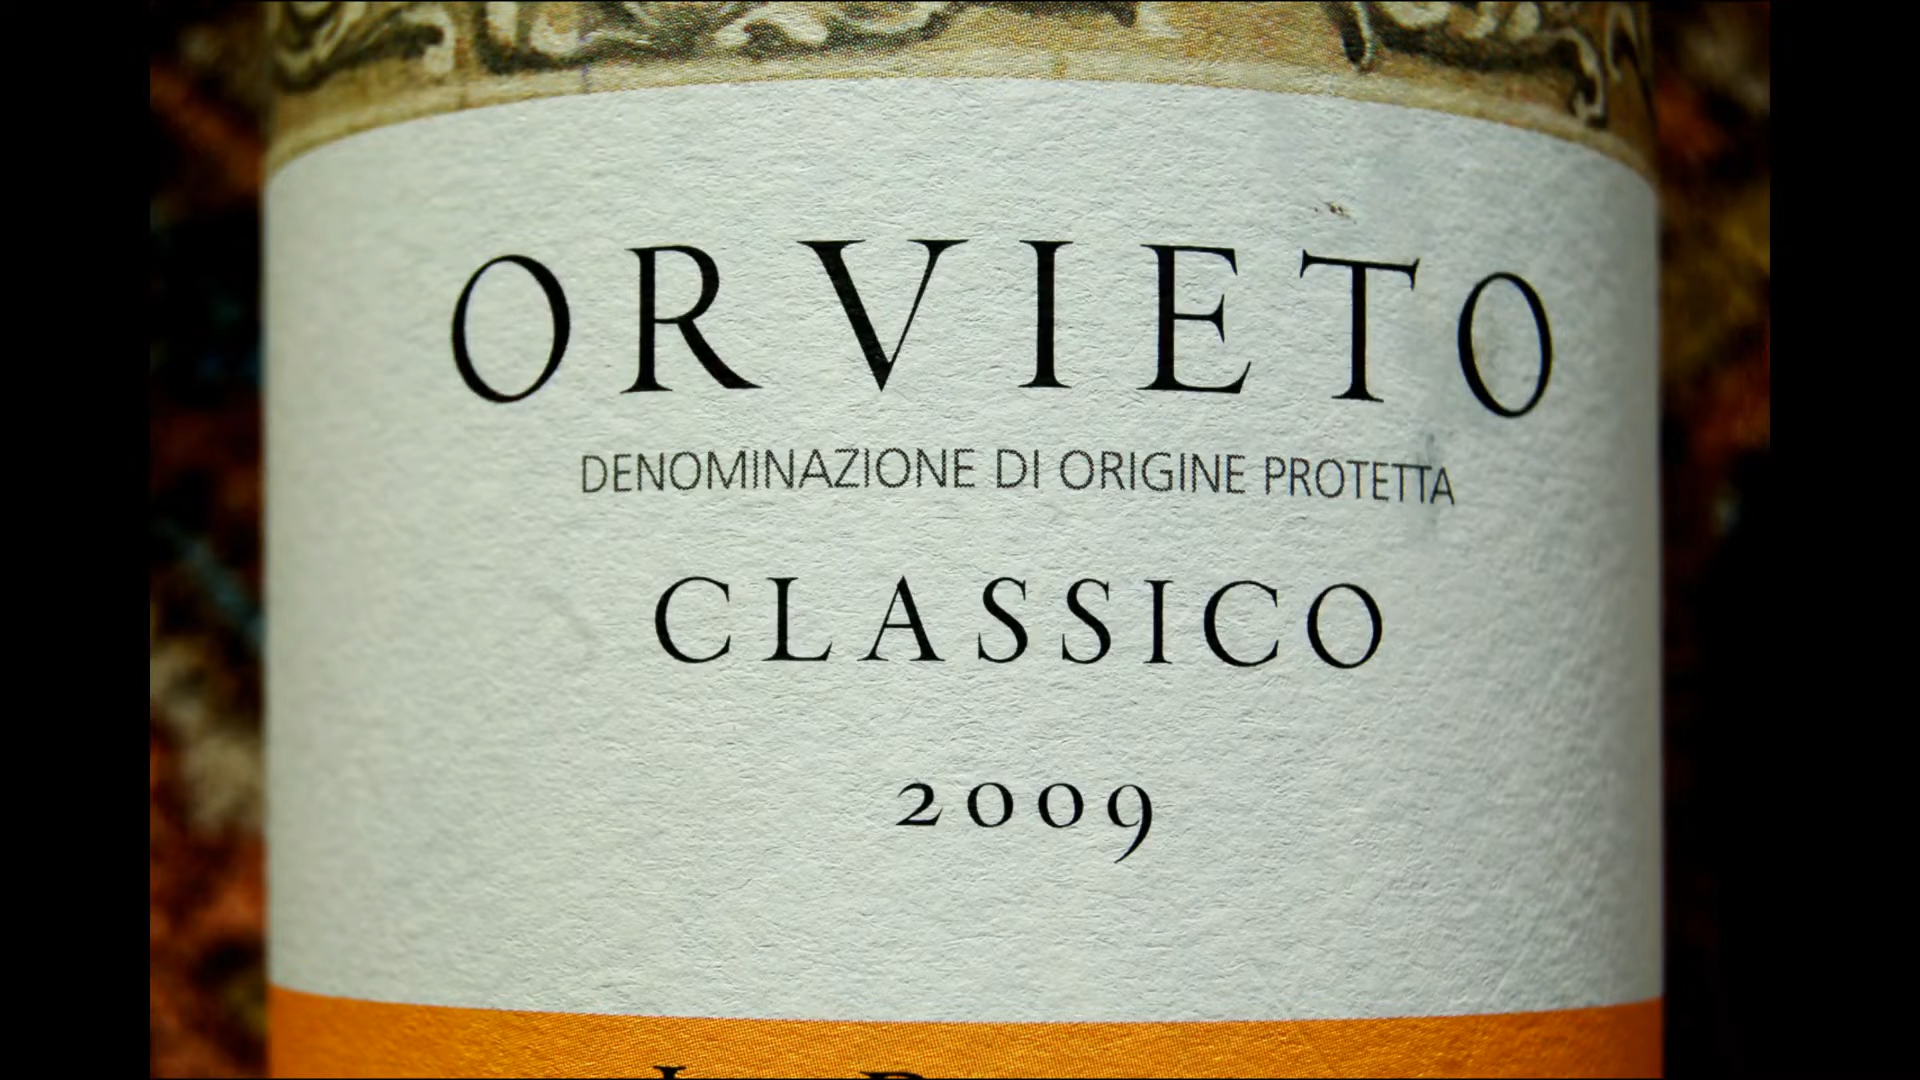 ORVIETO
DENOMINAZIONE DI ORIGINE PROTETTA
CLASSICO
2009